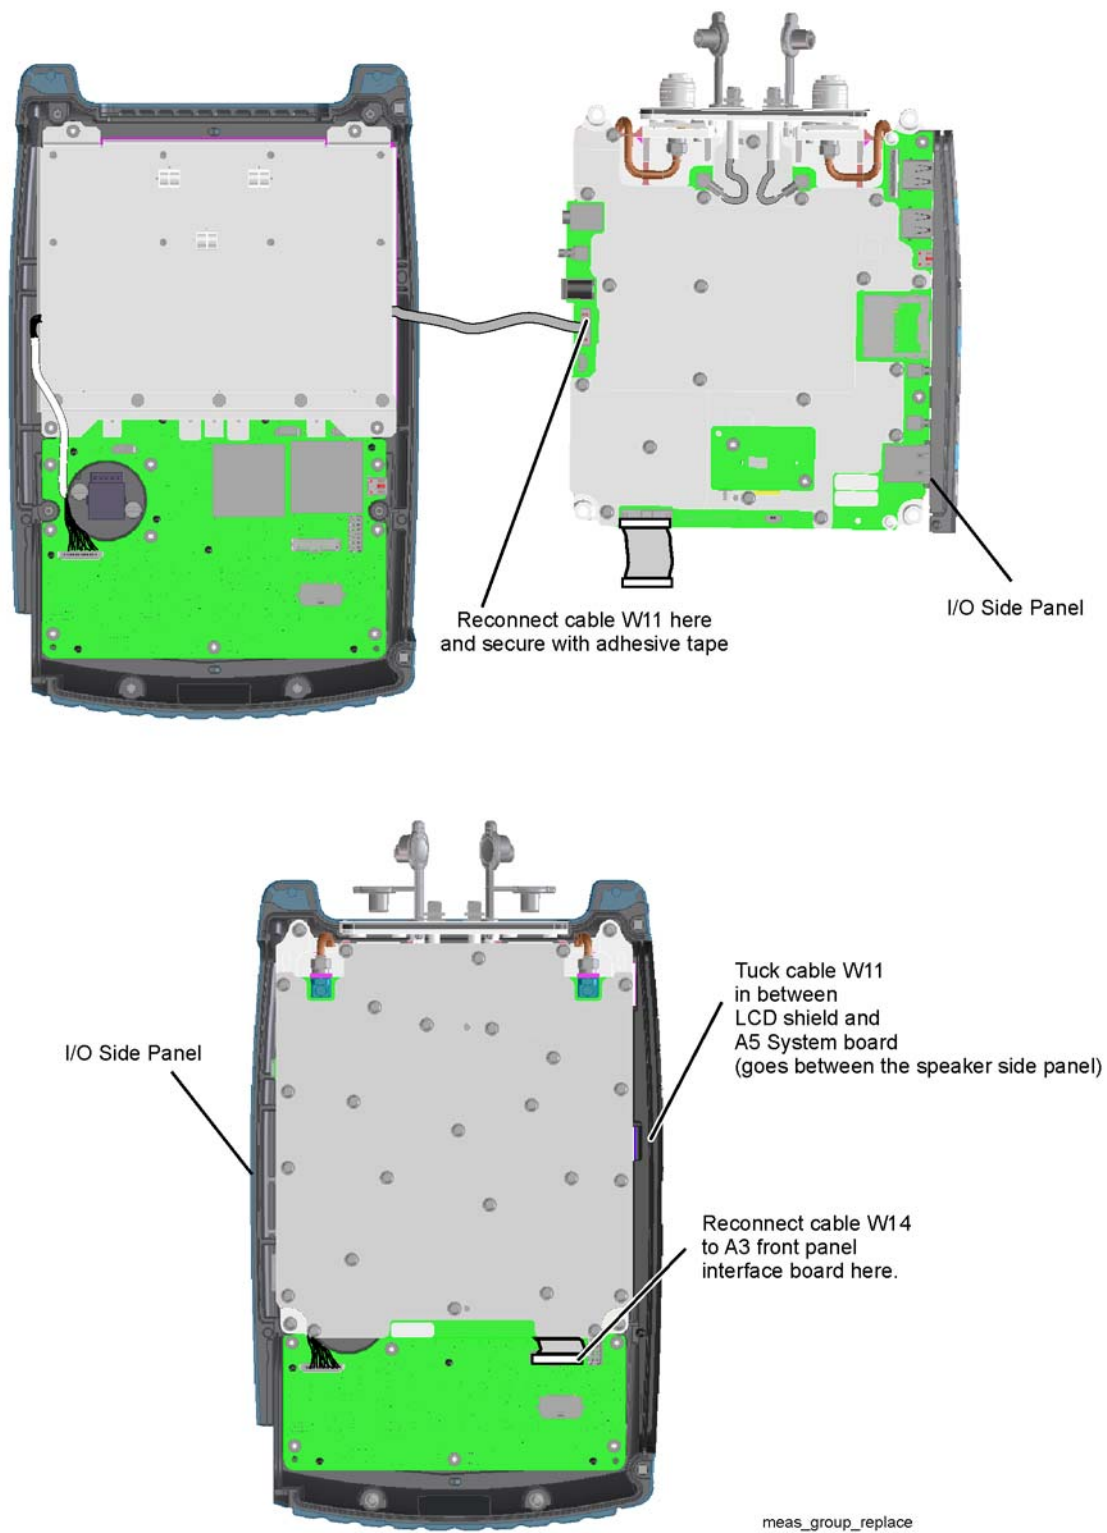 Reconnect cable W11 here
and secure with adhesive tape
I/O Side Panel
Tuck cable W11
in between
LCD shield and
A5 System board
(goes between the speaker side panel)
I/O Side Panel
Reconnect cable W14
to A3 front panel
interface board here.
meas_group_replace